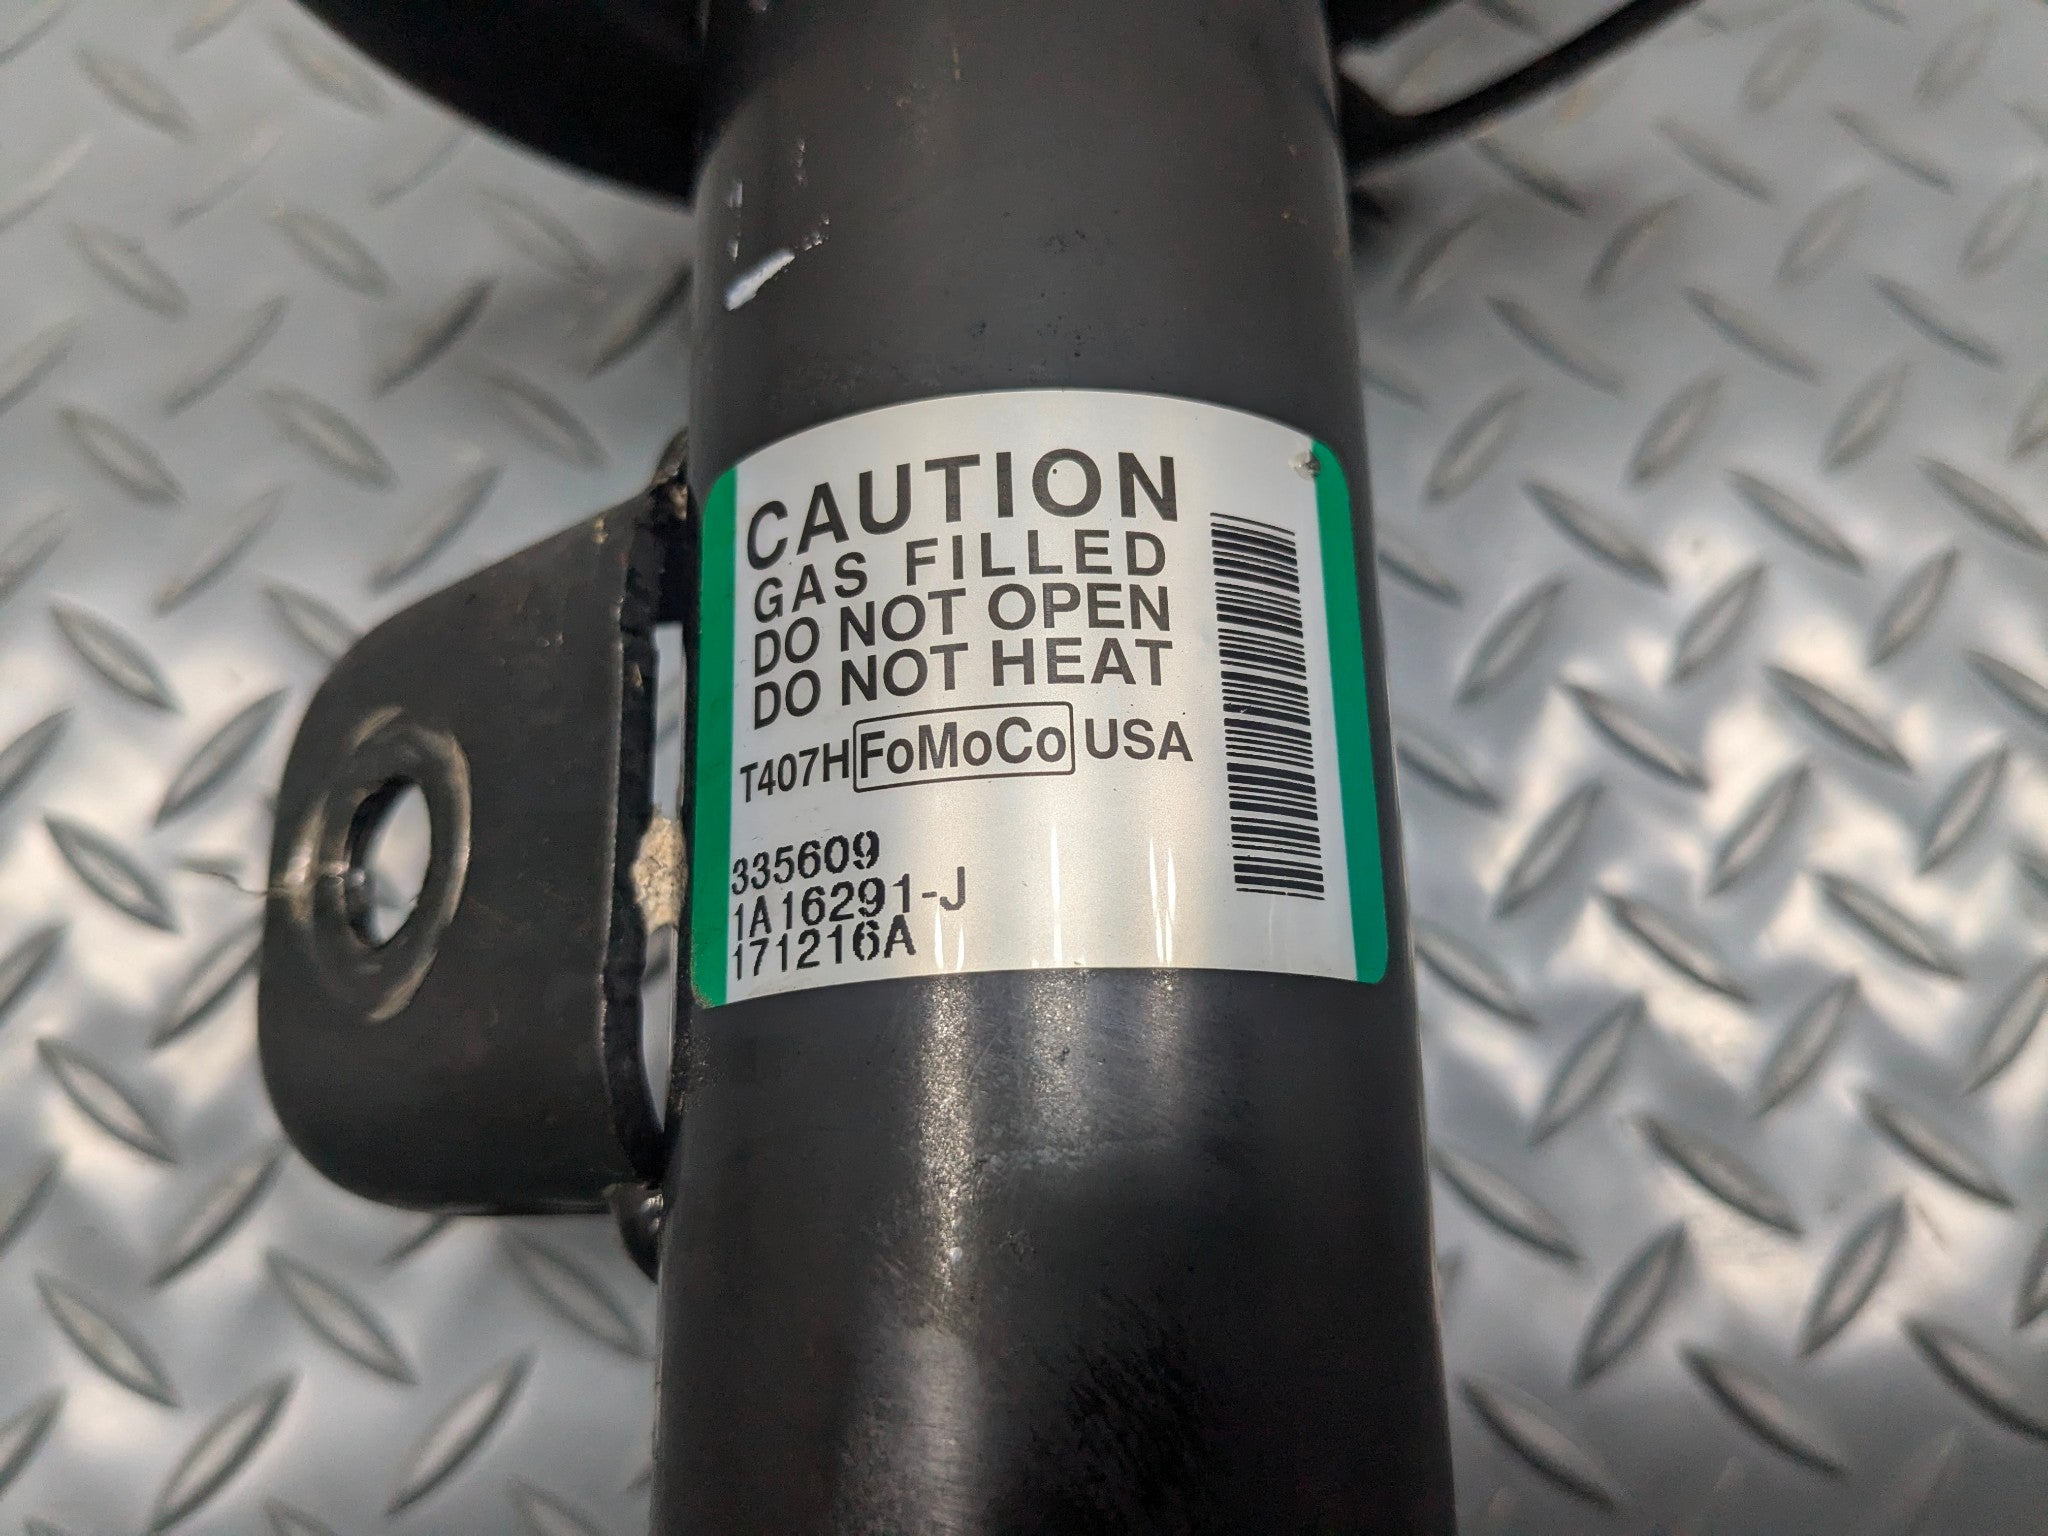 CAUTION
GAS FILLED
DO NOT OPEN
DO NOT HEAT
T407H FoMoCo USA
335609
1A16291-J
171216A